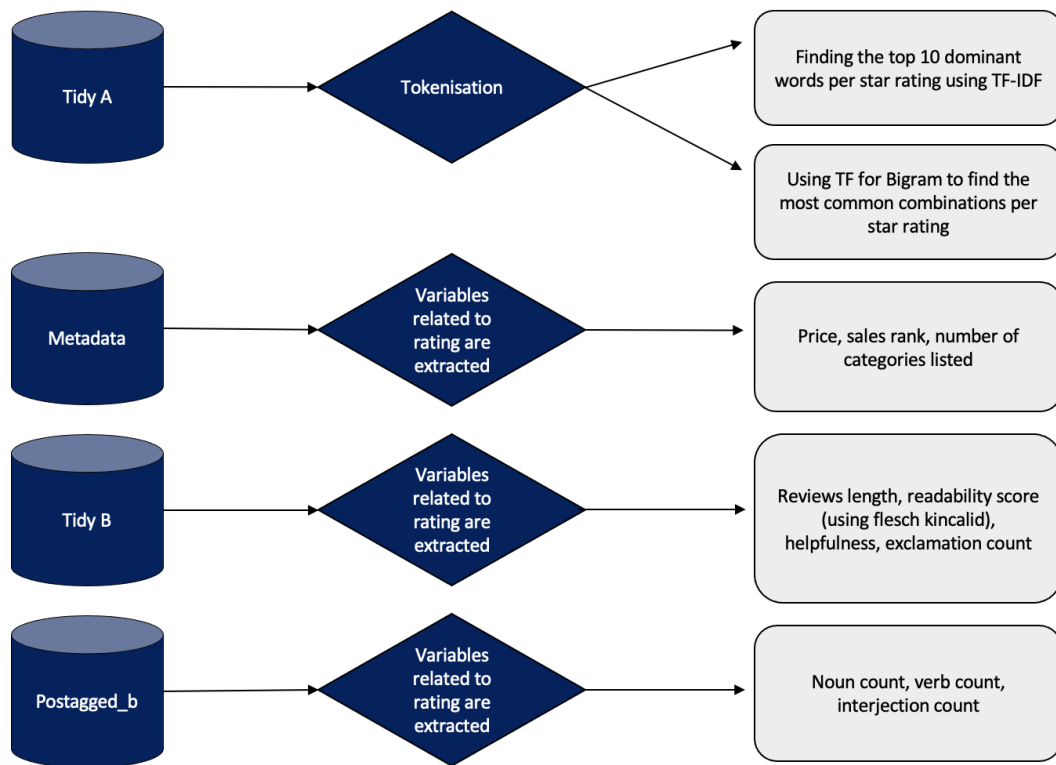 Tidy A
Tokenisation
Finding the top 10 dominant
words per star rating using TF-IDF
Using TF for Bigram to find the
most common combinations per
star rating
Metadata
Variables
related to
rating are
extracted
Price, sales rank, number of
categories listed
Tidy B
Variables
related to
rating are
extracted
Reviews length, readability score
(using flesch kincalid),
helpfulness, exclamation count
Postagged_b
Variables
related to
rating are
extracted
Noun count, verb count,
interjection count